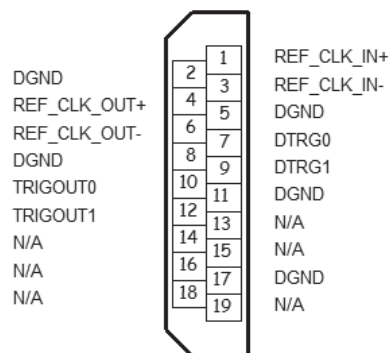 1 REF_CLK_IN+
DGND 2
3 REF_CLK_IN-
REF_CLK_OUT+ 4
5 DGND
REF_CLK_OUT- 6
7 DTRG0
DGND 8
9 DTRG1
TRIGOUT0 10
11 DGND
TRIGOUT1 12
13 N/A
N/A 14
15 N/A
N/A 16
17 DGND
N/A 18
19 N/A